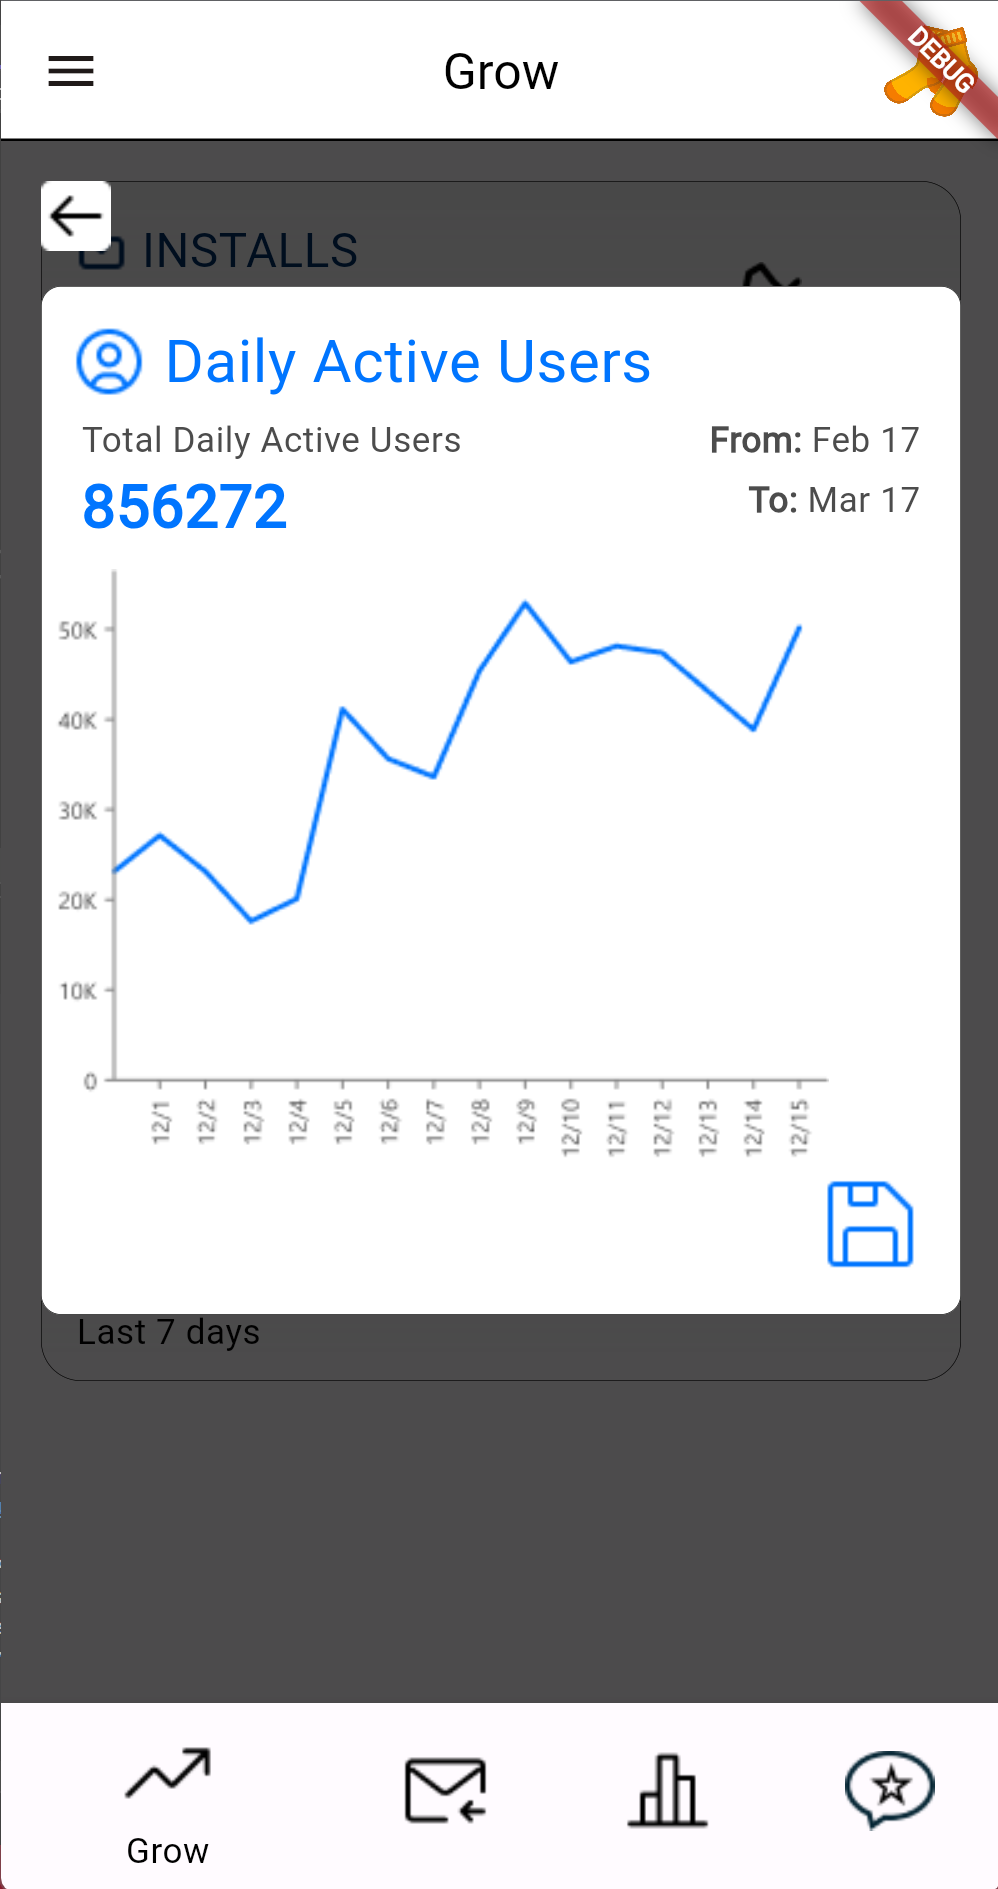 Grow
DEBUG
INSTALLS
Daily Active Users
Total Daily Active Users
From: Feb 17
856272
To: Mar 17
50K
40K
30K
20K
10K
0
12/1 12/2 12/3 12/4 12/5 12/6 12/7 12/8 12/9 12/10 12/11 12/12 12/13 12/14 12/15
Last 7 days
Grow